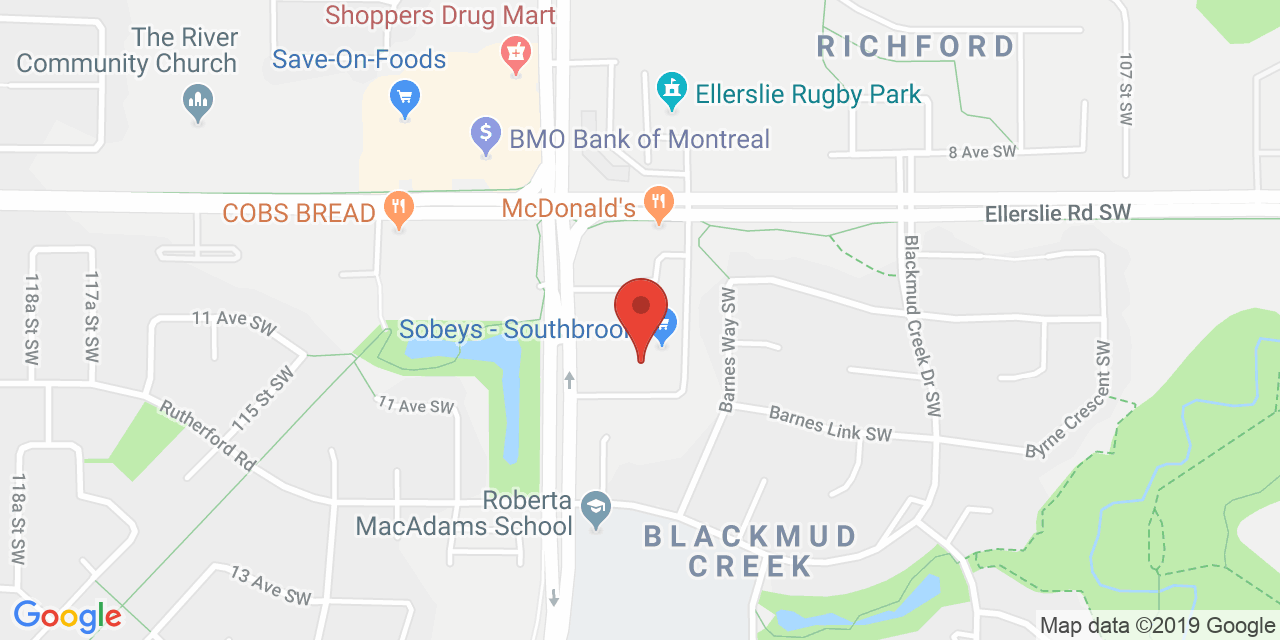 Shoppers Drug Mart
The River
Community Church
Save-On-Foods
RICHFORD
107 St SW
Ellerslie Rugby Park
BMO Bank of Montreal
8 Ave SW
COBS BREAD
McDonald's
Ellerslie Rd SW
118a St SW
117a St SW
11 Ave SW
Sobeys - Southbrook
Barnes Way SW
Blackmud Creek Dr SW
115 St SW
11 Ave SW
Rutherford Rd
Barnes Link SW
Byrne Crescent SW
118a St SW
Roberta
MacAdams School
BLACKMUD
CREEK
13 Ave SW
Google
Map data ©2019 Google